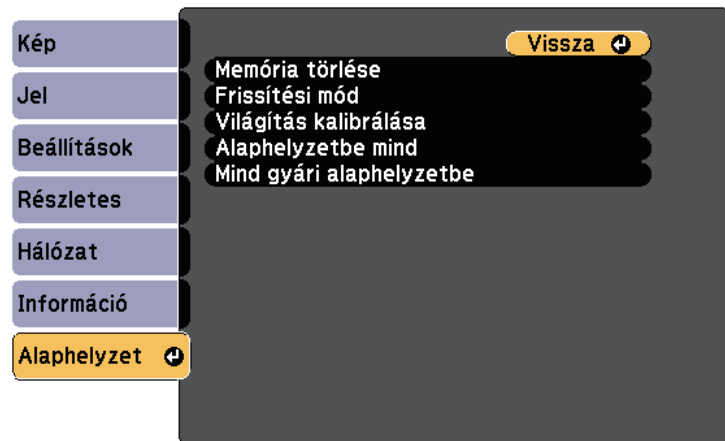 Kép
Jel
Beállítások
Részletes
Hálózat
Információ
Alaphelyzet
Vissza
Memória törlése
Frissítési mód
Világítás kalibrálása
Alaphelyzetbe mind
Mind gyári alaphelyzetbe